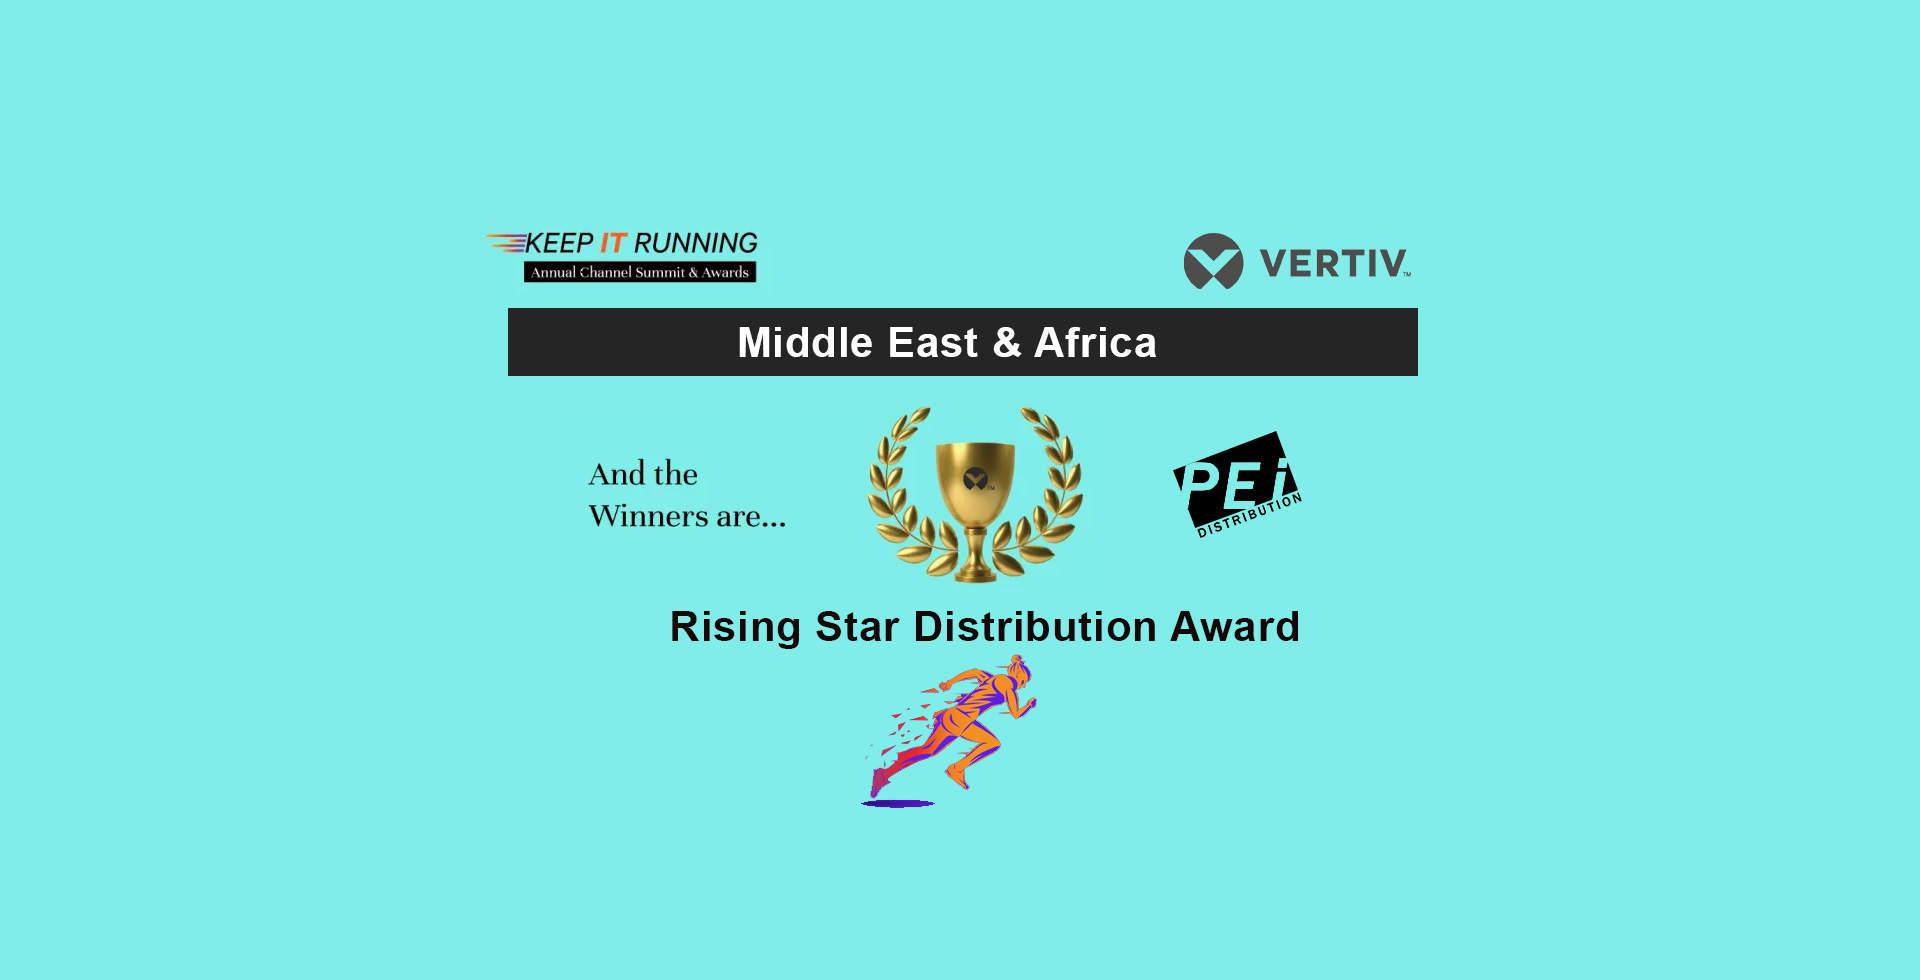 KEEP IT RUNNING
Annual Channel Summit & Awards
VERTIV™
Middle East & Africa
And the
Winners are...
PEi
DISTRIBUTION
Rising Star Distribution Award